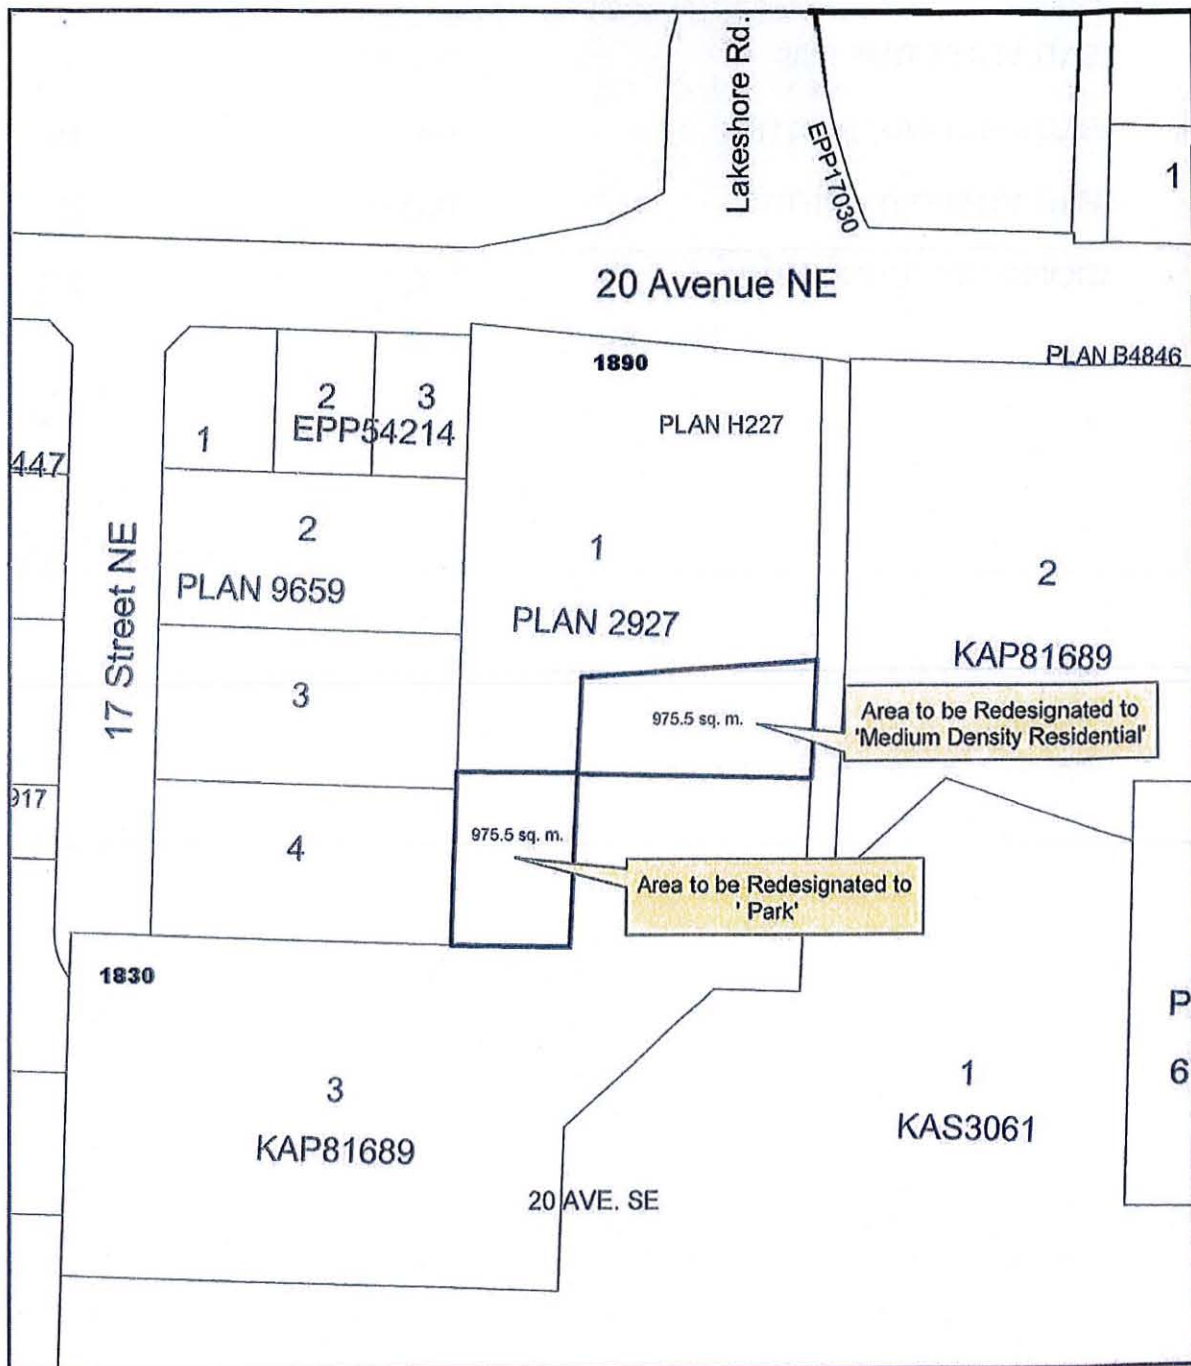 Lakeshore Rd.
EPP17030
1
20 Avenue NE
1890
PLAN B4846
2
3
1
EPP54214
PLAN H227
447
2
1
2
PLAN 9659
PLAN 2927
17 Street NE
KAP81689
3
975.5 sq. m.
Area to be Redesignated to
'Medium Density Residential'
917
4
975.5 sq. m.
Area to be Redesignated to
' Park'
1830
P
3
1
6
KAP81689
KAS3061
20 AVE. SE